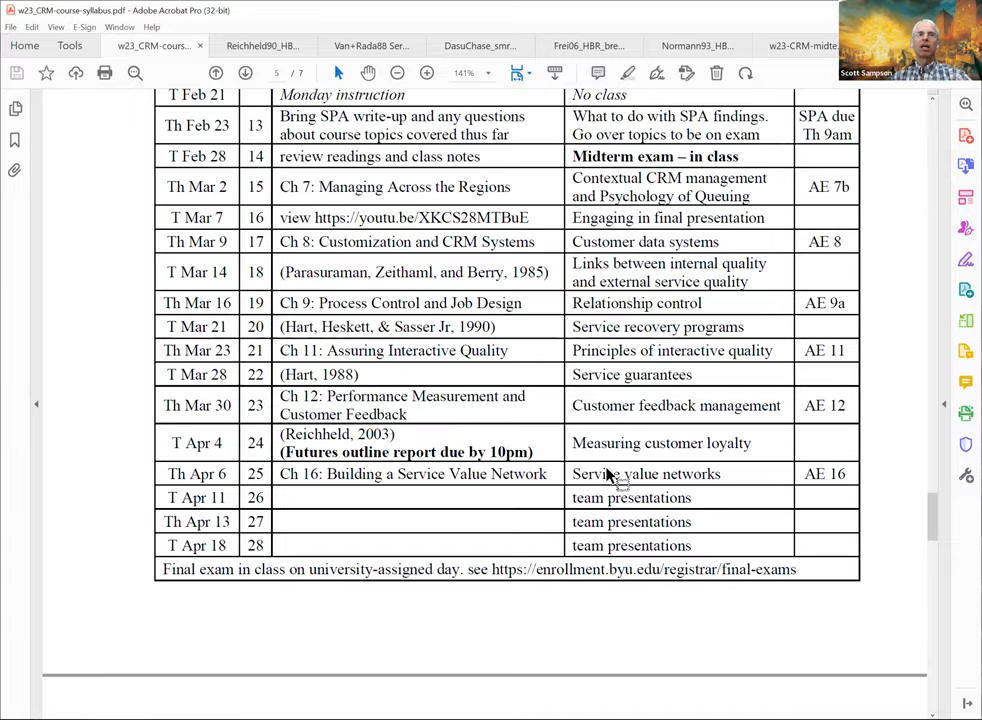 w23_CRM-course-syllabus.pdf - Adobe Acrobat Pro (32-bit)
File Edit View E-Sign Window Help
Home Tools w23_CRM-cours... × Reichheld90_HB... Van+Rada88 Ser... DasuChase_smr... Frei06_HBR_bre... Normann93_HB... w23-CRM-midte...
5 / 7 141%
Scott Sampson
T Feb 21 Monday instruction No class
Th Feb 23 13 Bring SPA write-up and any questions about course topics covered thus far What to do with SPA findings. Go over topics to be on exam SPA due Th 9am
T Feb 28 14 review readings and class notes Midterm exam – in class
Th Mar 2 15 Ch 7: Managing Across the Regions Contextual CRM management and Psychology of Queuing AE 7b
T Mar 7 16 view https://youtu.be/XKCS28MTBuE Engaging in final presentation
Th Mar 9 17 Ch 8: Customization and CRM Systems Customer data systems AE 8
T Mar 14 18 (Parasuraman, Zeithaml, and Berry, 1985) Links between internal quality and external service quality
Th Mar 16 19 Ch 9: Process Control and Job Design Relationship control AE 9a
T Mar 21 20 (Hart, Heskett, & Sasser Jr, 1990) Service recovery programs
Th Mar 23 21 Ch 11: Assuring Interactive Quality Principles of interactive quality AE 11
T Mar 28 22 (Hart, 1988) Service guarantees
Th Mar 30 23 Ch 12: Performance Measurement and Customer Feedback Customer feedback management AE 12
T Apr 4 24 (Reichheld, 2003) (Futures outline report due by 10pm) Measuring customer loyalty
Th Apr 6 25 Ch 16: Building a Service Value Network Service value networks AE 16
T Apr 11 26 team presentations
Th Apr 13 27 team presentations
T Apr 18 28 team presentations
Final exam in class on university-assigned day. see https://enrollment.byu.edu/registrar/final-exams